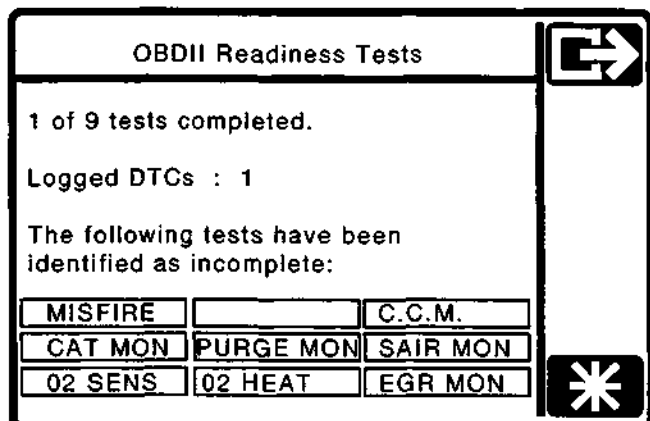 OBDII Readiness Tests
1 of 9 tests completed.
Logged DTCs : 1
The following tests have been
identified as incomplete:
MISFIRE C.C.M.
CAT MON PURGE MON SAIR MON
02 SENS 02 HEAT EGR MON